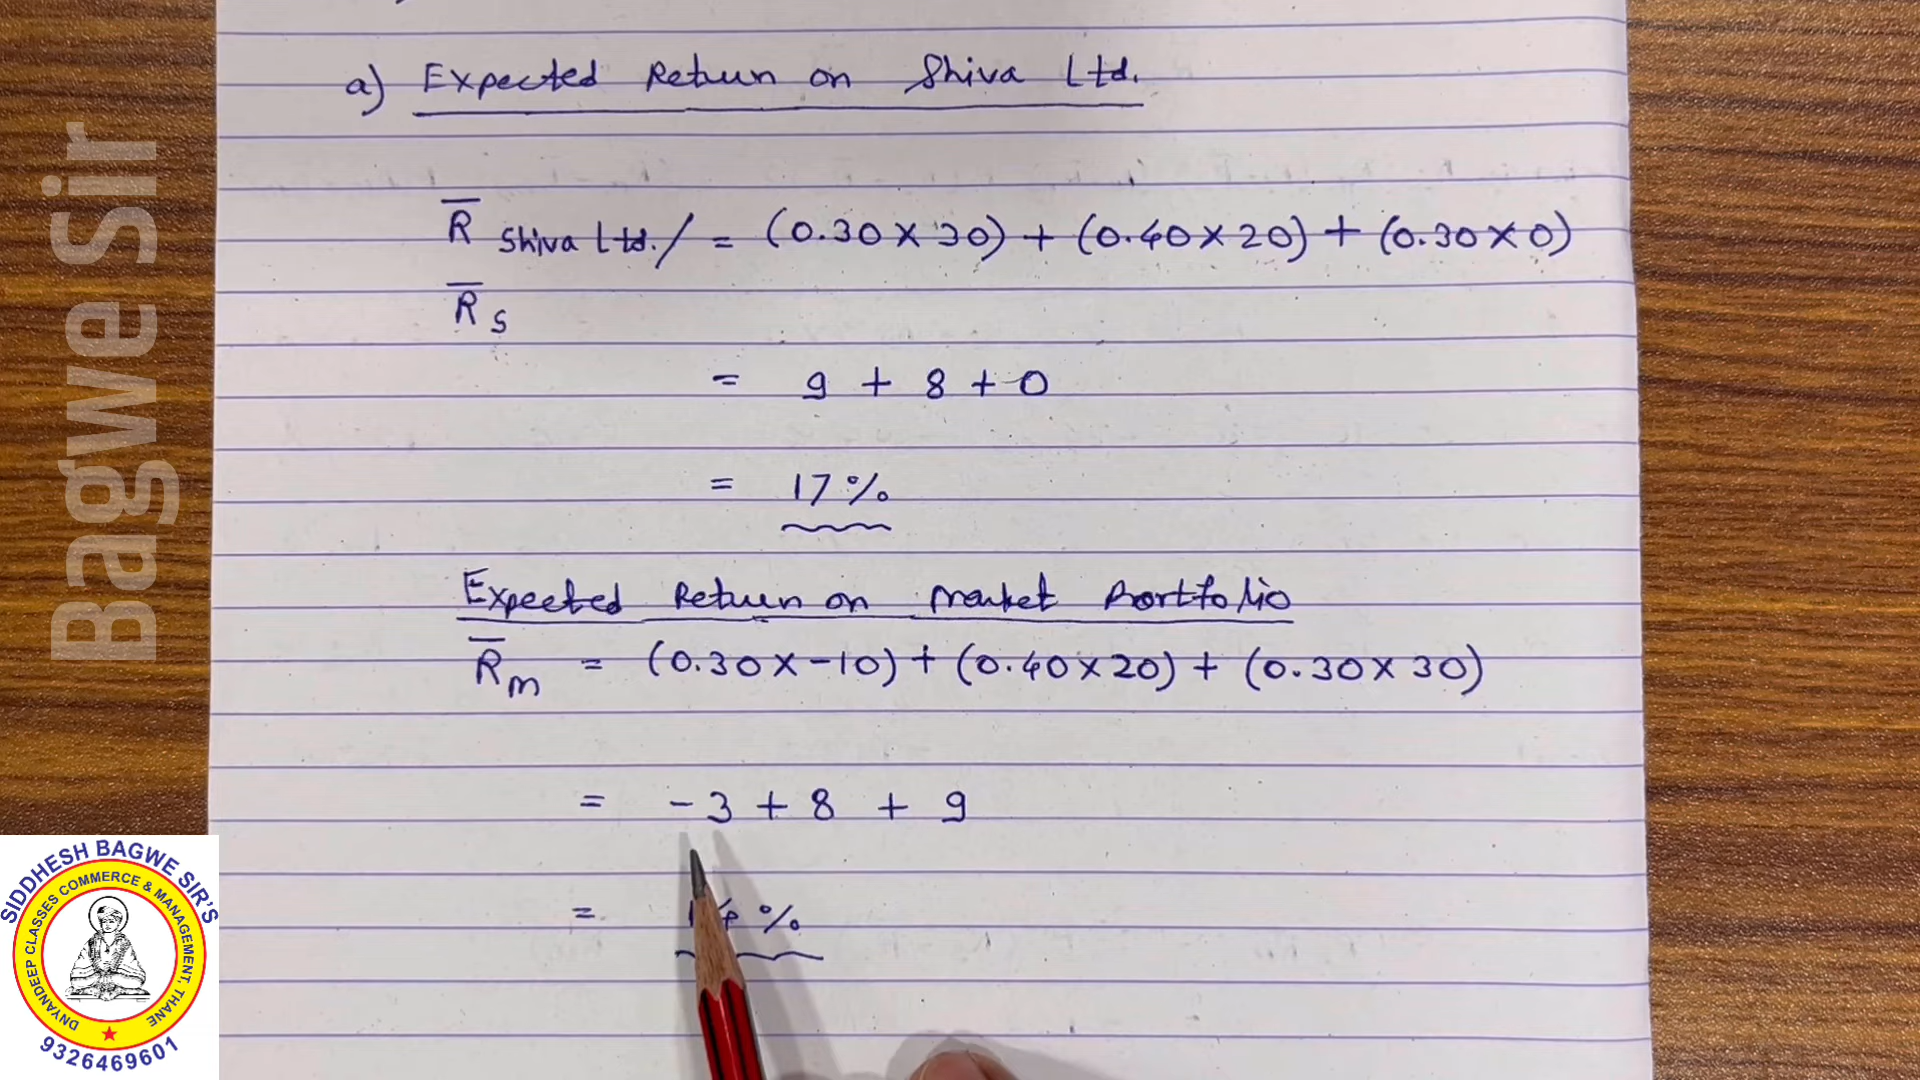 a) Expected Return on Shiva Ltd.
R̅ Shiva Ltd./ = (0.30 X 30) + (0.40 X 20) + (0.30 X 0)
R̅ s
= 9 + 8 + 0
= 17%
Expected Return on market Portfolio
R̅m = (0.30 X -10) + (0.40 X 20) + (0.30 X 30)
= -3 + 8 + 9
= 14%
Bagwe Sir
SIDDHESH BAGWE SIR'S
DNYANDEEP CLASSES COMMERCE & MANAGEMENT, THANE
9326469601